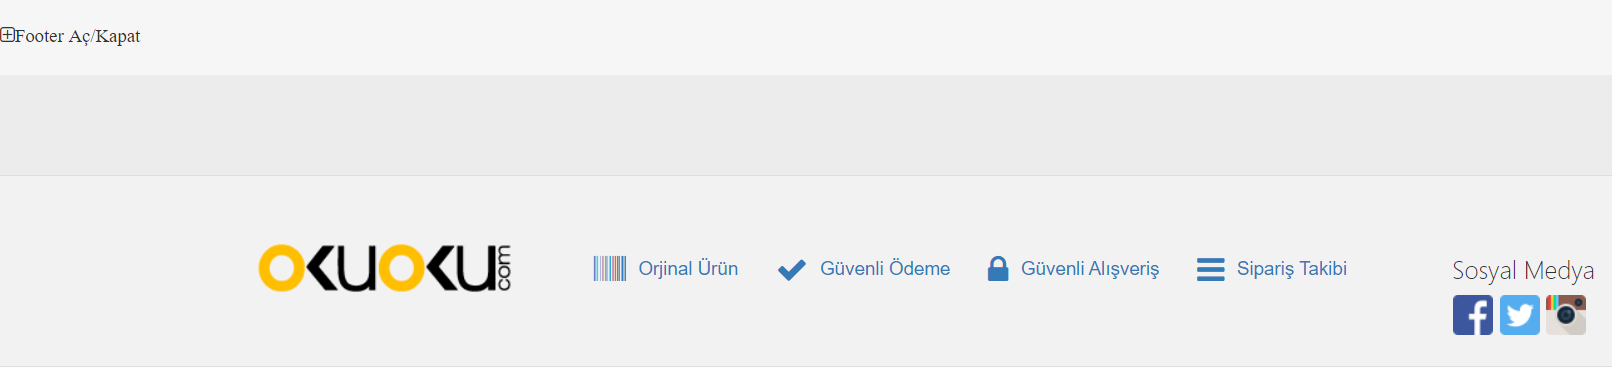 Footer Aç/Kapat
OKUOKU.com
Orjinal Ürün
Güvenli Ödeme
Güvenli Alışveriş
Sipariş Takibi
Sosyal Medya